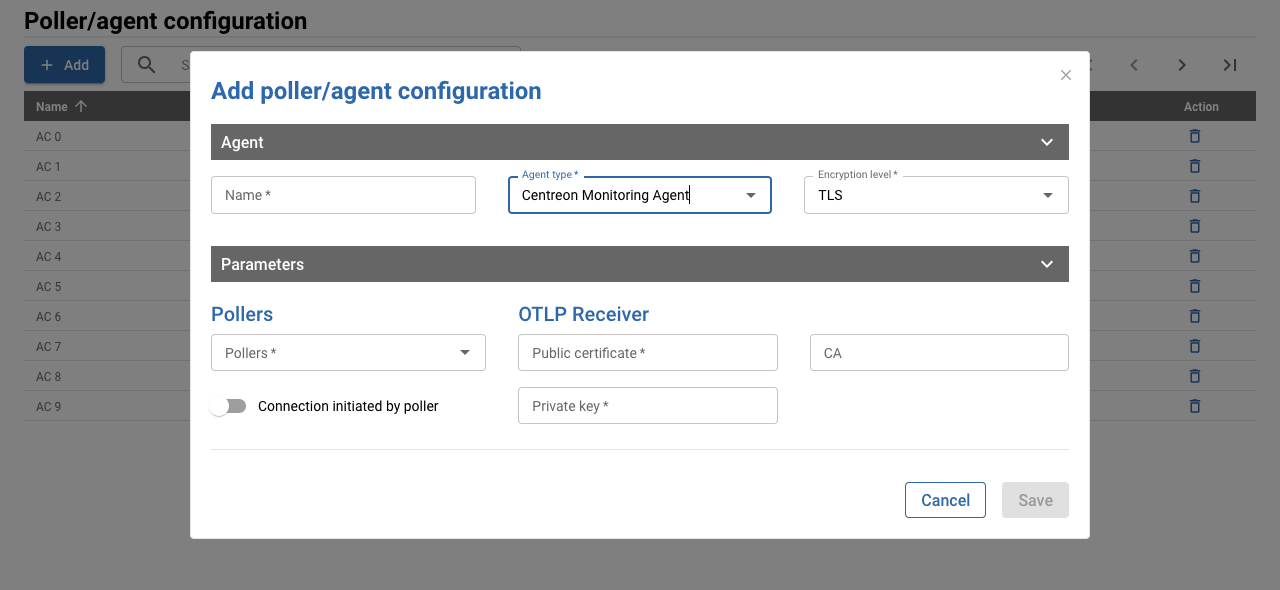 Poller/agent configuration
Add
S
Name
Action
AC 0
AC 1
AC 2
AC 3
AC 4
AC 5
AC 6
AC 7
AC 8
AC 9
Add poller/agent configuration
Agent
Name *
Agent type *
Centreon Monitoring Agent
Encryption level *
TLS
Parameters
Pollers
OTLP Receiver
Pollers *
Public certificate *
CA
Connection initiated by poller
Private key *
Cancel
Save